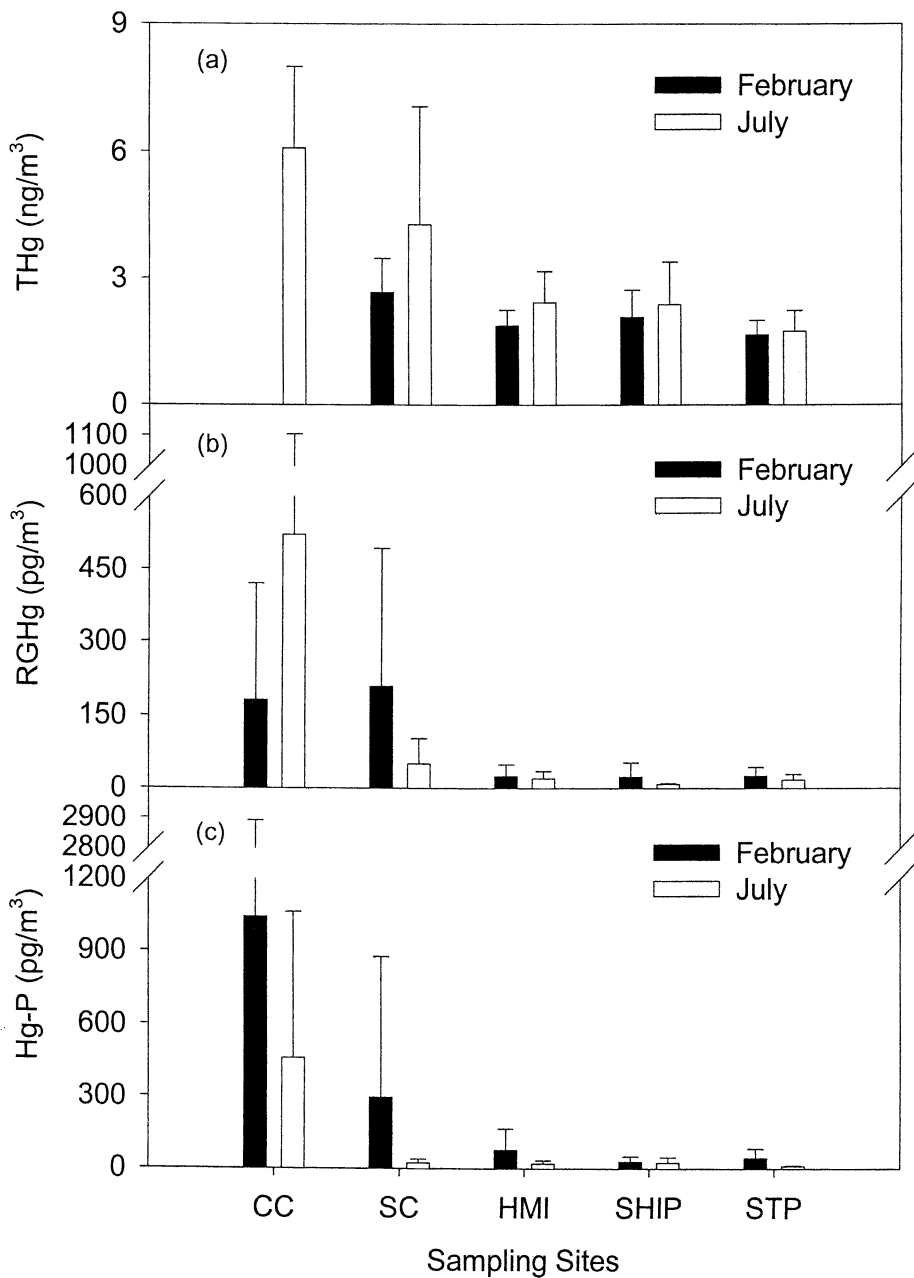 9
(a)
February
July
6
THg (ng/m³)
3
0
1100
(b)
1000
February
July
600
450
RGHg (pg/m³)
300
150
0
2900
(c)
2800
February
July
1200
900
Hg-P (pg/m³)
600
300
0
CC SC HMI SHIP STP
Sampling Sites